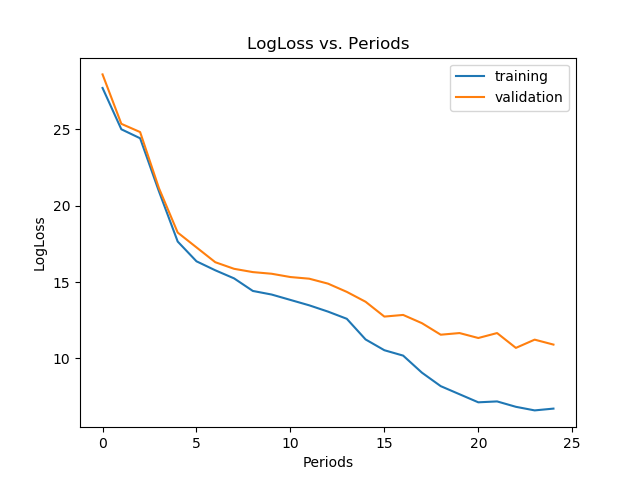 LogLoss vs. Periods
training
validation
LogLoss
25
20
15
10
0 5 10 15 20 25
Periods